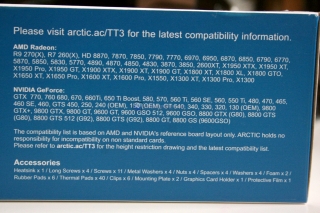 Please visit arctic.ac/TT3 for the latest compatibility information.
AMD Radeon:
R9 270(X), R7 260(X), HD 8870, 7870, 7850, 7790, 7770, 6970, 6950, 6870, 6850, 6790, 6770,
5870, 5850, 5830, 5770, 4890, 4870, 4850, 4830, 3870, 3850, 2600XT, X1950 XTX, X1950 XT,
X1950 Pro, X1950 GT, X1900 XTX, X1900 XT, X1900 GT, X1800 XT, X1800 XL, X1800 GTO,
X1650 XT, X1650 Pro, X1600 XT, X1600 Pro, X1550, X1300 XT, X1300 Pro, X1300
NVIDIA GeForce:
GTX 770, 760 680, 670, 660Ti, 650 Ti Boost, 580, 570, 560 Ti, 560 SE, 560, 550 Ti, 480, 470, 465,
460 SE, 460, GTS 450, 250, 240 (OEM), 150 (OEM), GT 640, 340, 330, 320, 130 (OEM), 9800
GTX+, 9800 GTX, 9800 GT, 9600 GT, 9600 GSO 512, 9600 GSO, 8800 GTX (G80), 8800 GTS
(G80), 8800 GTS 512 (G92), 8800 GTS (G92), 8800 GT, 8800 GS (9600GSO)
The compatibility list is based on AMD and NVIDIA's reference board layout only. ARCTIC holds no
responsibility for incompatibility on non standard cards.
Please refer to arctic.ac/TT3 for the height restriction drawing and the latest compatibility list.
Accessories
Heatsink x 1 / Long Screws x 4 / Screws x 11 / Metal Washers x 4 / Nuts x 4 / Spacers x 4 / Washers x 4 / Foam x 2 /
Rubber Pads x 6 / Thermal Pads x 40 / Clips x 6 / Mounting Plate x 2 / Graphics Card Holder x 1 / Protective Film x 1